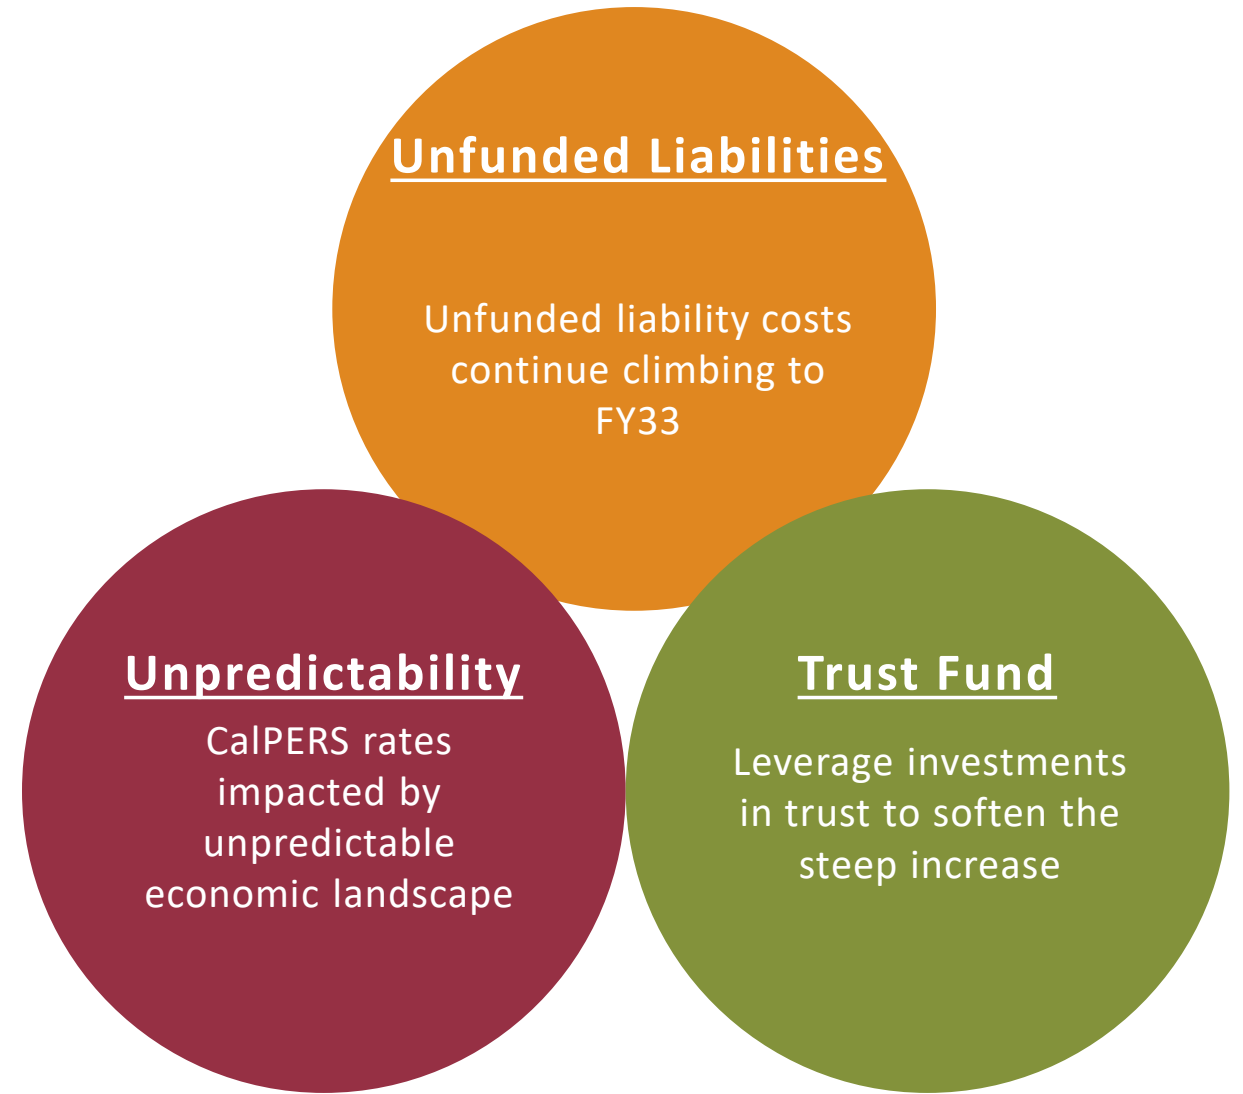 Unfunded Liabilities
Unfunded liability costs
continue climbing to
FY33
Unpredictability
CalPERS rates
impacted by
unpredictable
economic landscape
Trust Fund
Leverage investments
in trust to soften the
steep increase